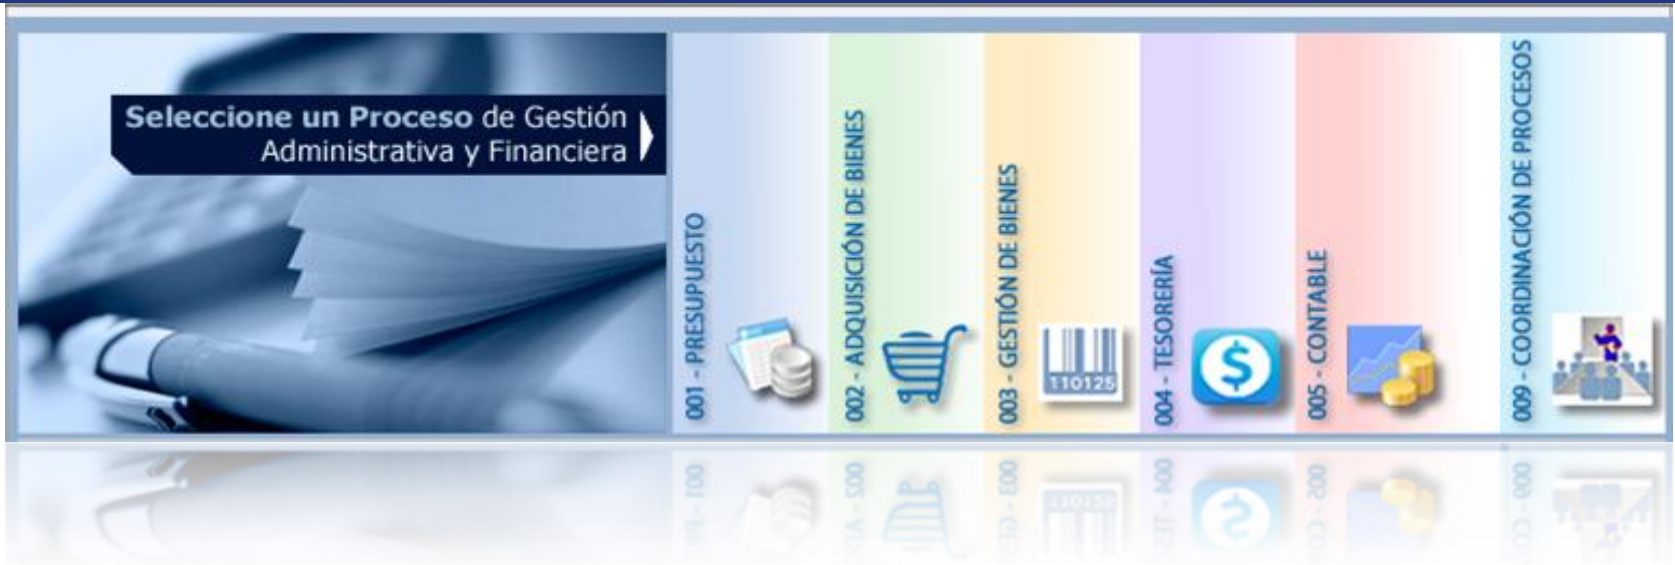 Seleccione un Proceso de Gestión
Administrativa y Financiera
001 - PRESUPUESTO
002 - ADQUISICIÓN DE BIENES
003 - GESTIÓN DE BIENES
110125
004 - TESORERÍA
$
005 - CONTABLE
009 - COORDINACIÓN DE PROCESOS